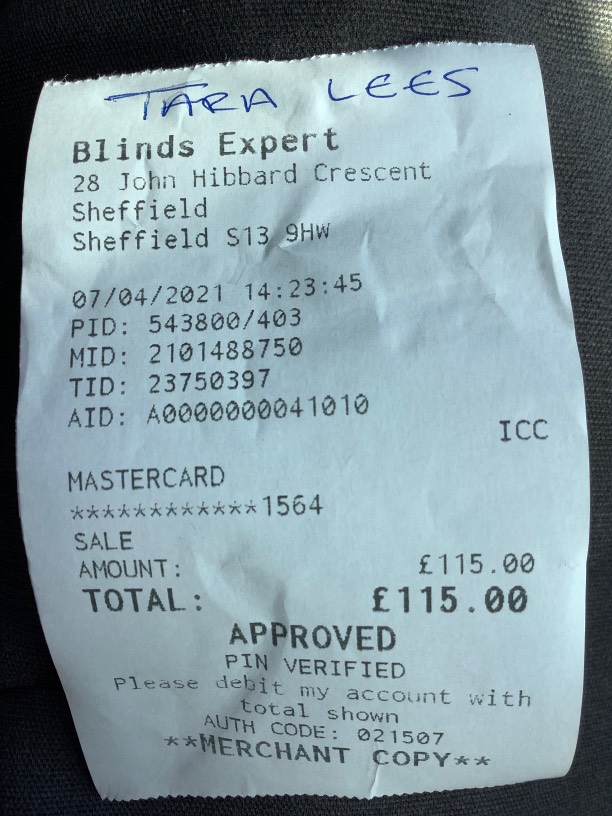 TARA LEES
Blinds Expert
28 John Hibbard Crescent
Sheffield
Sheffield S13 9HW
07/04/2021 14:23:45
PID: 543800/403
MID: 2101488750
TID: 23750397
AID: A0000000041010
ICC
MASTERCARD
************1564
SALE
AMOUNT: £115.00
TOTAL: £115.00
APPROVED
PIN VERIFIED
Please debit my account with
total shown
AUTH CODE: 021507
**MERCHANT COPY**